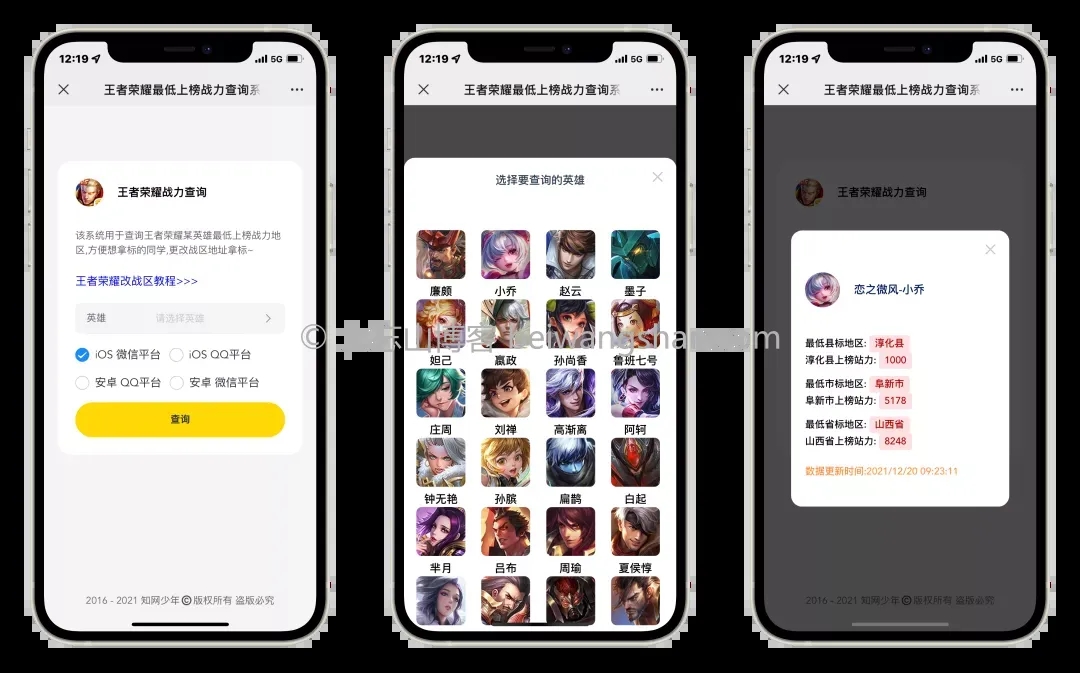 12:19
5G
王者荣耀最低上榜战力查询系
王者荣耀战力查询
该系统用于查询王者荣耀某英雄最低上榜战力地
区,方便想拿标的同学,更改战区地址拿标~
王者荣耀改战区教程>>>
英雄 请选择英雄
iOS 微信平台 iOS QQ平台
安卓 QQ平台 安卓 微信平台
查询
2016 - 2021 知网少年©版权所有 盗版必究
12:19
5G
王者荣耀最低上榜战力查询系
选择要查询的英雄
廉颇 小乔 赵云 墨子
妲己 嬴政 孙尚香 鲁班七号
庄周 刘禅 高渐离 阿轲
钟无艳 孙膑 扁鹊 白起
芈月 吕布 周瑜 夏侯惇
12:19
5G
王者荣耀最低上榜战力查询系
王者荣耀战力查询
恋之微风-小乔
最低县标地区: 淳化县
淳化县上榜站力: 1000
最低市标地区: 阜新市
阜新市上榜站力: 5178
最低省标地区: 山西省
山西省上榜站力: 8248
数据更新时间:2021/12/20 09:23:11
2016 - 2021 知网少年©版权所有 盗版必究